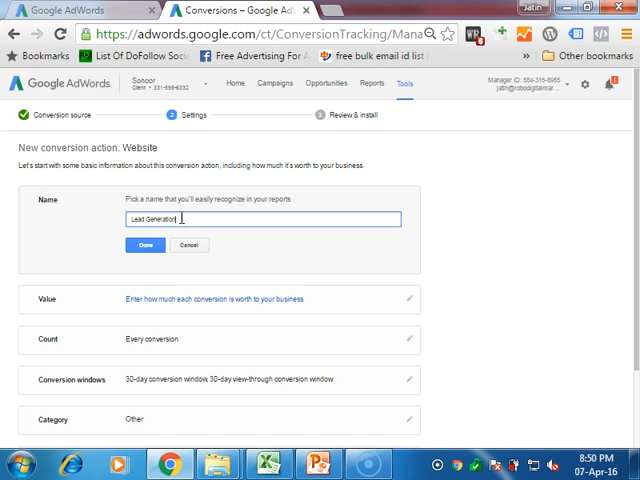 Google AdWords
Conversions – Google Ad
Jatin
https://adwords.google.com/ct/ConversionTracking/Mana
Bookmarks
List Of DoFollow Soci
Free Advertising For
free bulk email id list
Other bookmarks
Google AdWords
Sonoor
Client
Home
Campaigns
Opportunities
Reports
Tools
Manager ID: 584-315-8955
jatin@robodigitalmar...
Conversion source
2 Settings
3 Review & install
New conversion action: Website
Let's start with some basic information about this conversion action, including how much it's worth to your business.
Name
Pick a name that you'll easily recognize in your reports
Lead Generation
Done
Cancel
Value
Enter how much each conversion is worth to your business
Count
Every conversion
Conversion windows
30-day conversion window, 30-day view-through conversion window
Category
Other
8:50 PM
07-Apr-16